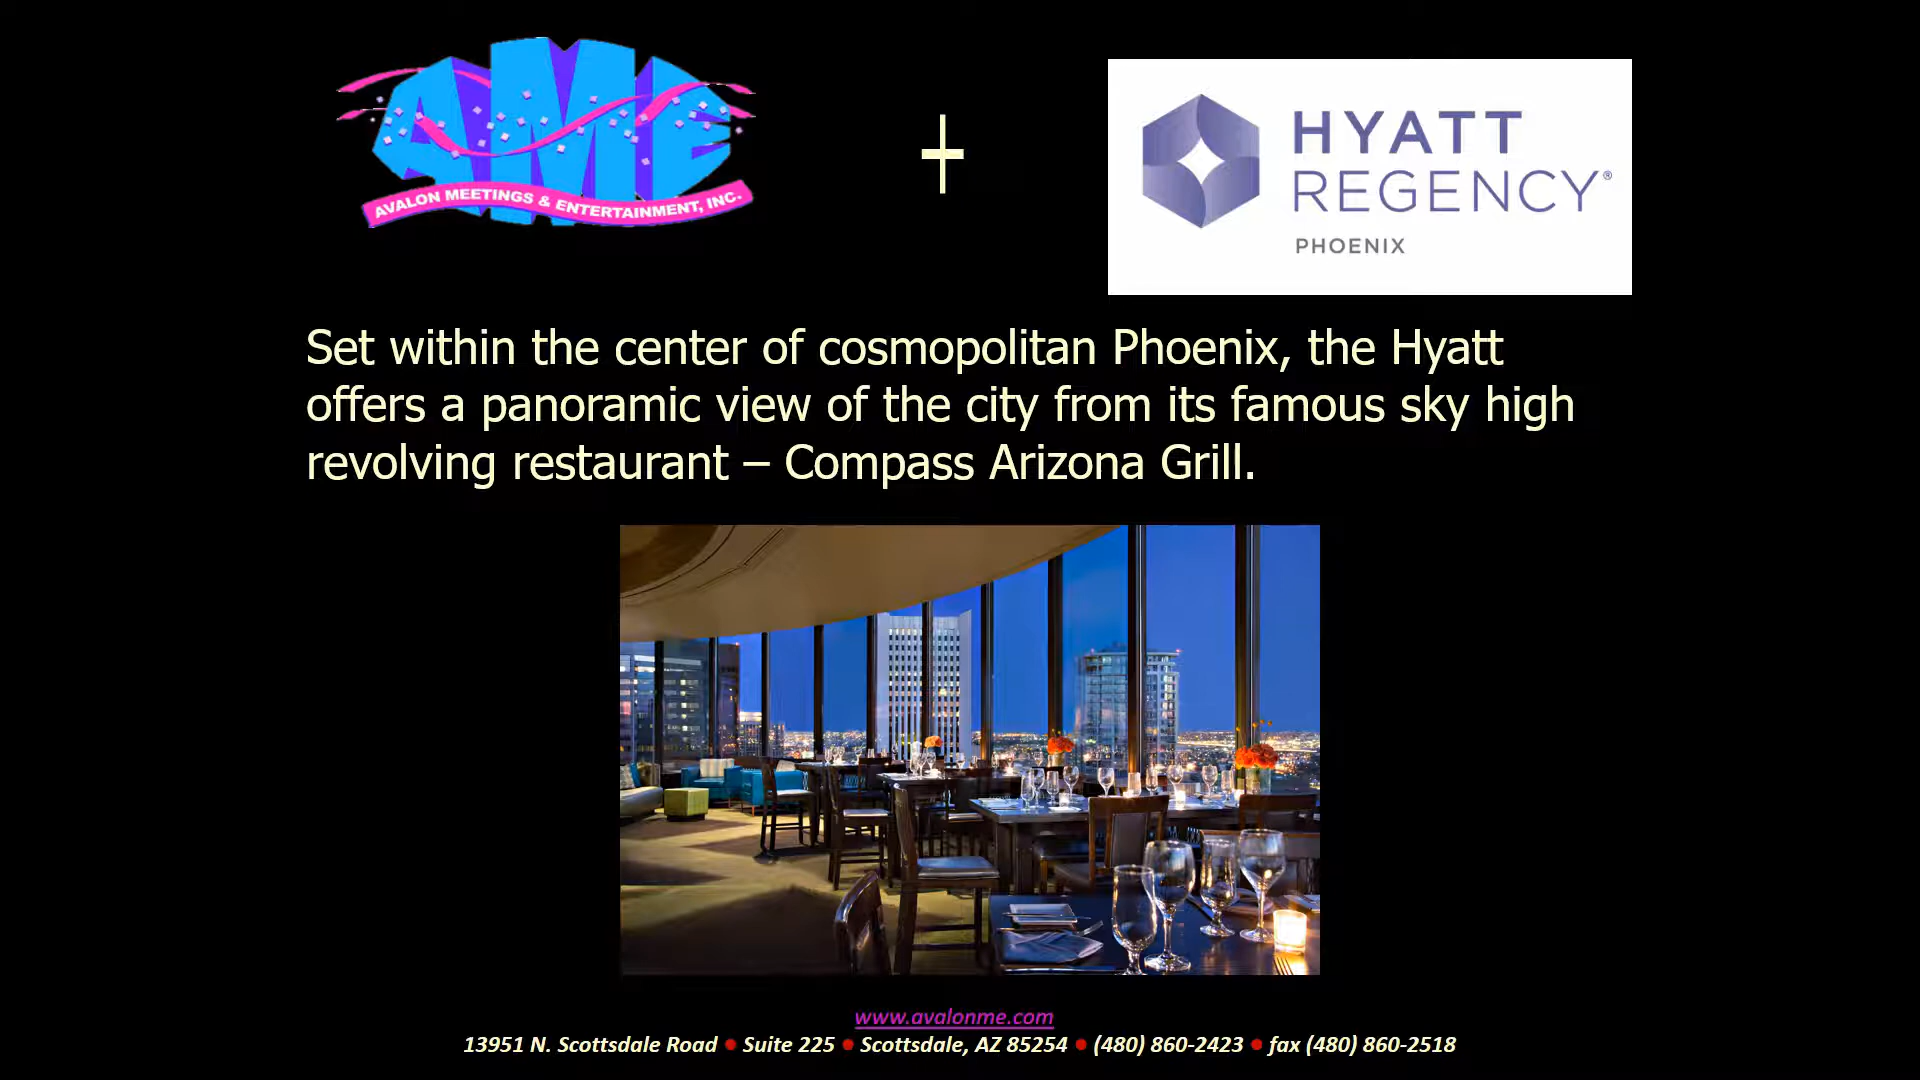 AME
AVALON MEETINGS & ENTERTAINMENT, INC.
+
HYATT
REGENCY®
PHOENIX
Set within the center of cosmopolitan Phoenix, the Hyatt
offers a panoramic view of the city from its famous sky high
revolving restaurant – Compass Arizona Grill.
www.avalonme.com
13951 N. Scottsdale Road • Suite 225 • Scottsdale, AZ 85254 • (480) 860-2423 • fax (480) 860-2518